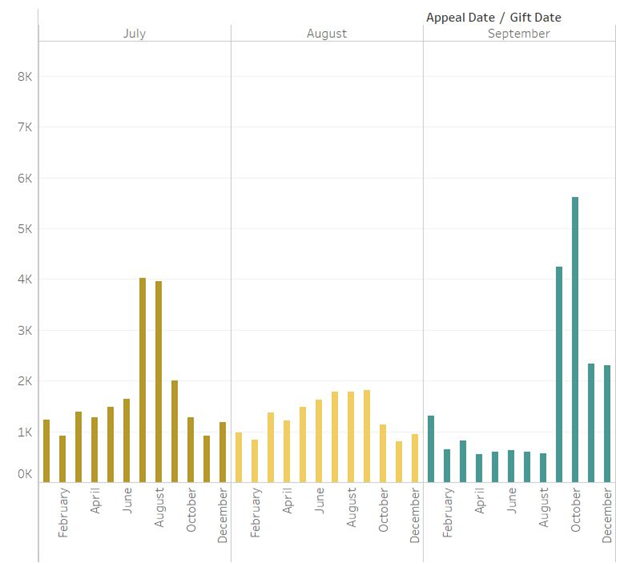 Appeal Date / Gift Date
July August September
8K
7K
6K
5K
4K
3K
2K
1K
0K
February April June August October December February April June August October December February April June August October December